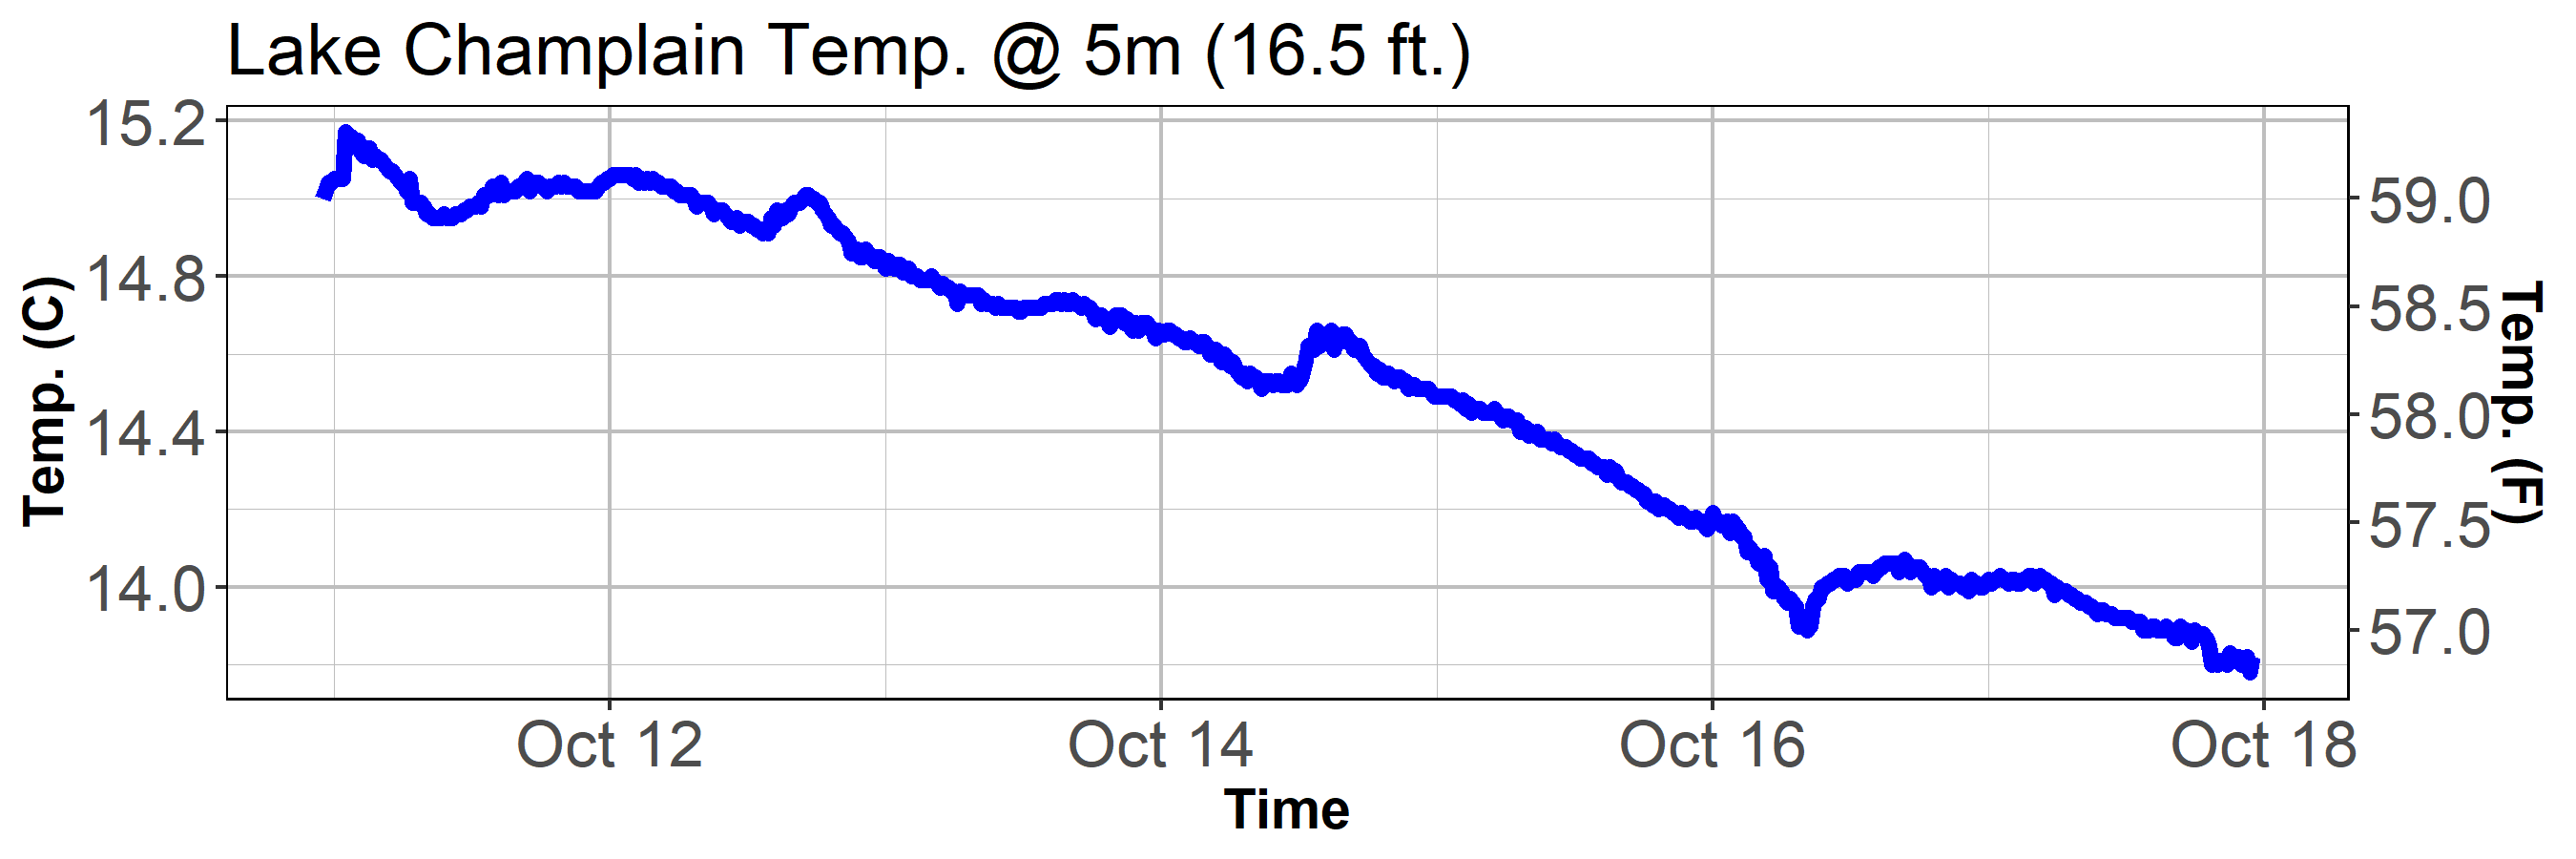 Lake Champlain Temp. @ 5m (16.5 ft.)
15.2
14.8
14.4
14.0
Temp. (C)
59.0
58.5
58.0
57.5
57.0
Temp. (F)
Oct 12
Oct 14
Oct 16
Oct 18
Time